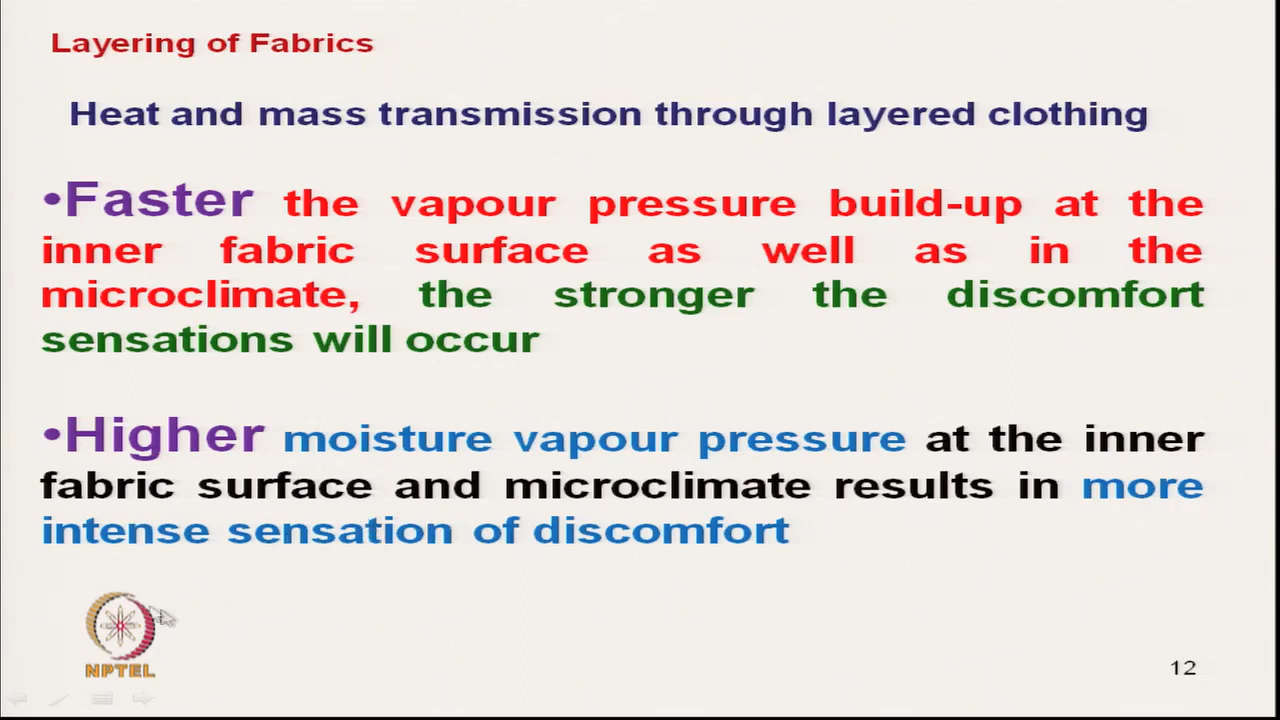 Layering of Fabrics
Heat and mass transmission through layered clothing
•Faster the vapour pressure build-up at the
inner fabric surface as well as in the
microclimate, the stronger the discomfort
sensations will occur
•Higher moisture vapour pressure at the inner
fabric surface and microclimate results in more
intense sensation of discomfort
NPTEL
12